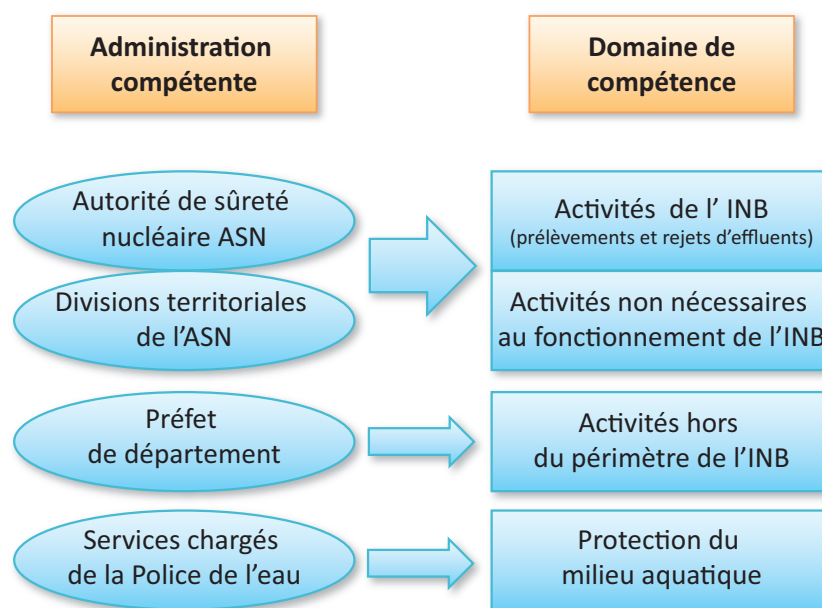 Administration
compétente
Domaine de
compétence
Autorité de sûreté
nucléaire ASN
Activités de l' INB
(prélèvements et rejets d'effluents)
Divisions territoriales
de l'ASN
Activités non nécessaires
au fonctionnement de l'INB
Préfet
de département
Activités hors
du périmètre de l'INB
Services chargés
de la Police de l'eau
Protection du
milieu aquatique